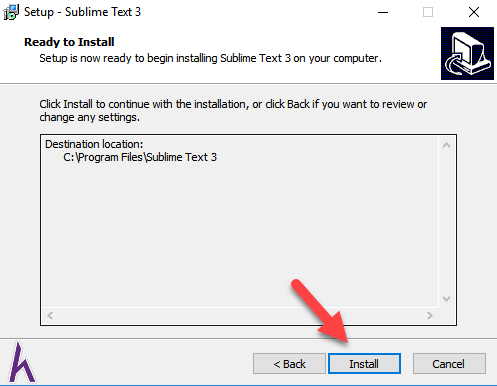 Setup - Sublime Text 3
Ready to Install
Setup is now ready to begin installing Sublime Text 3 on your computer.
Click Install to continue with the installation, or click Back if you want to review or
change any settings.
Destination location:
C:\Program Files\Sublime Text 3
< Back
Install
Cancel